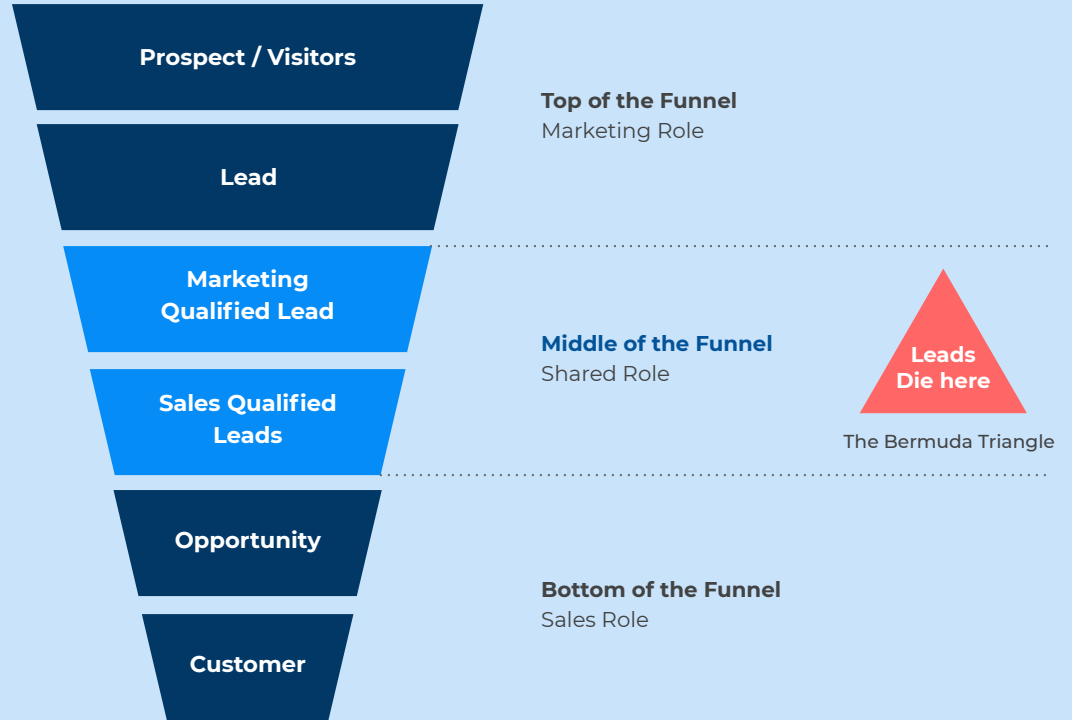 Prospect / Visitors
Top of the Funnel
Marketing Role
Lead
Marketing
Qualified Lead
Middle of the Funnel
Shared Role
Leads
Die here
The Bermuda Triangle
Sales Qualified
Leads
Opportunity
Bottom of the Funnel
Sales Role
Customer